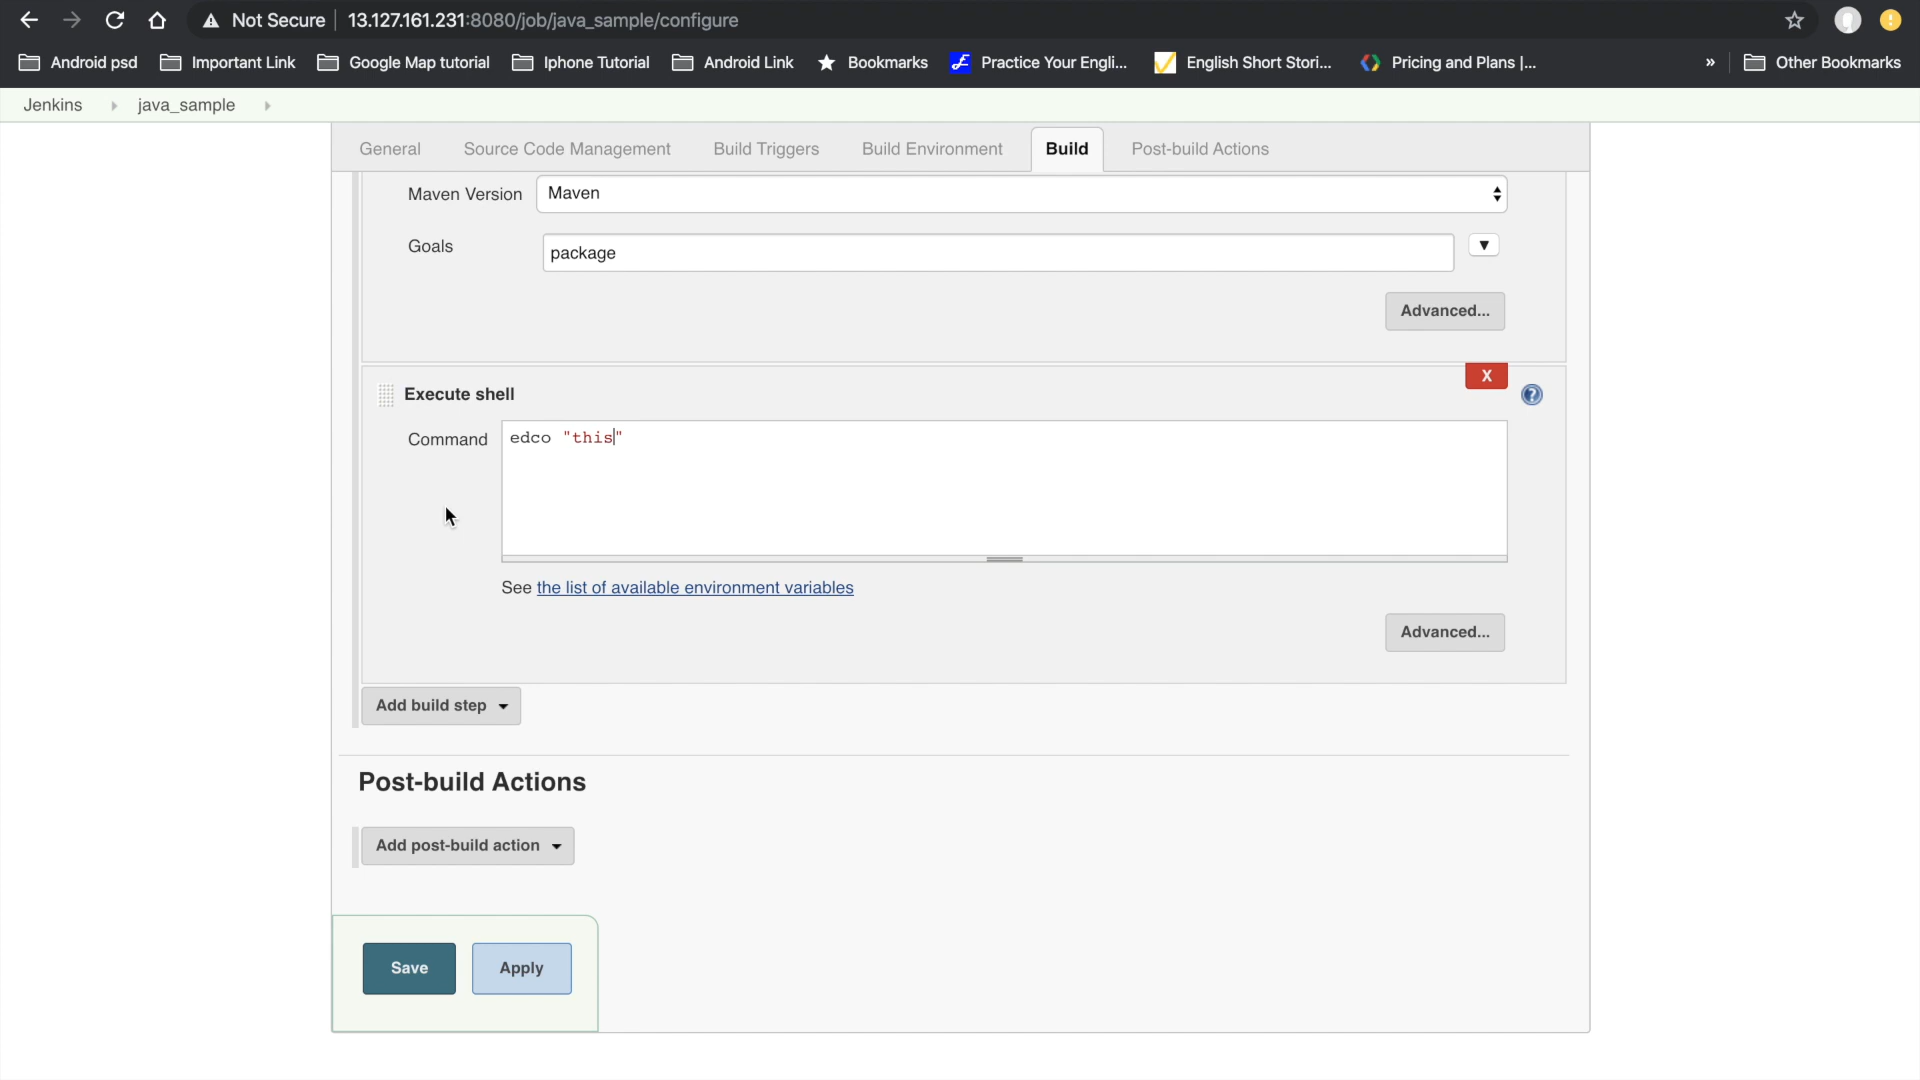 Not Secure 13.127.161.231:8080/job/java_sample/configure
Android psd Important Link Google Map tutorial Iphone Tutorial Android Link Bookmarks Practice Your Engli... English Short Stori... Pricing and Plans |... » Other Bookmarks
Jenkins java_sample
General Source Code Management Build Triggers Build Environment Build Post-build Actions
Maven Version Maven
Goals package
Advanced...
X
Execute shell
Command edco "this"
See the list of available environment variables
Advanced...
Add build step
Post-build Actions
Add post-build action
Save Apply